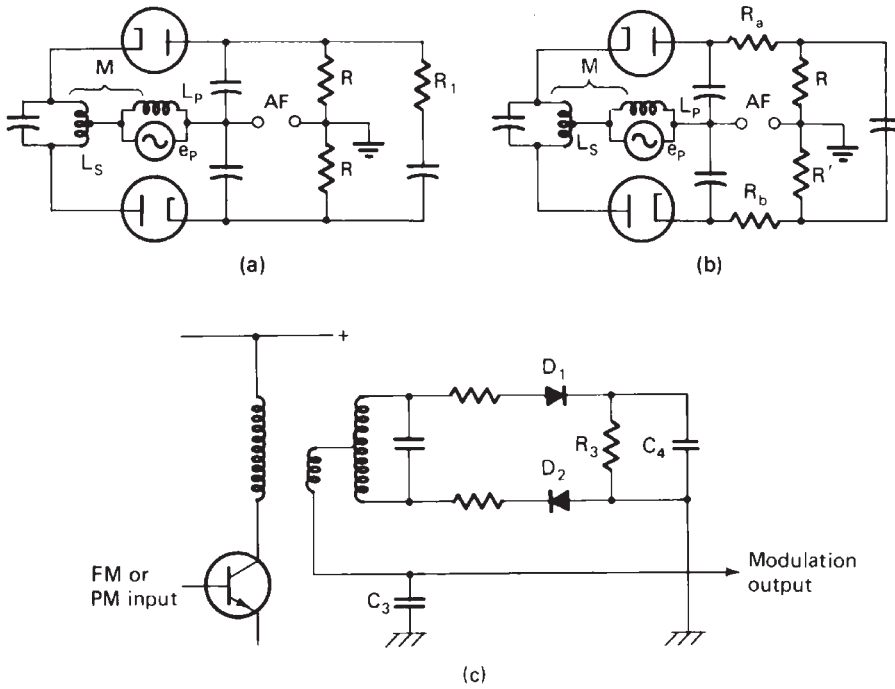 M
L_P
AF
R
R_1
L_S
e_P
R
(a)
R_a
M
L_P
AF
R
L_S
e_P
R'
R_b
(b)
+
D_1
R_3
C_4
D_2
FM or
PM input
C_3
Modulation
output
(c)